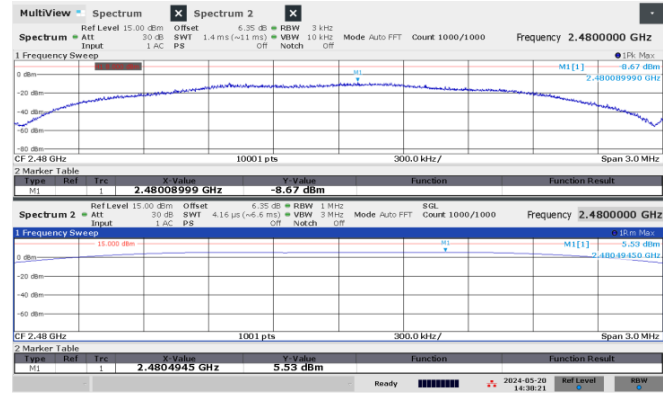 MultiView Spectrum X Spectrum 2 X
Ref Level 15.00 dBm Offset 6.35 dB RBW 3 kHz
Spectrum Att 30 dB SWT 1.4 ms (~11 ms) VBW 10 kHz Mode Auto FFT Count 1000/1000 Frequency 2.4800000 GHz
Input 1 AC PS Off Notch Off
1 Frequency Sweep 1Pk Max
M1[1] -8.67 dBm
2.480089990 GHz
M1
0 dBm
-20 dBm
-40 dBm
-60 dBm
-80 dBm
CF 2.48 GHz 10001 pts 300.0 kHz/ Span 3.0 MHz
2 Marker Table
Type Ref Trc X-Value Y-Value Function Function Result
M1 1 2.48008999 GHz -8.67 dBm
Ref Level 15.00 dBm Offset 6.35 dB RBW 1 MHz SGL
Spectrum 2 Att 30 dB SWT 4.16 µs (~6.6 ms) VBW 3 MHz Mode Auto FFT Count 1000/1000 Frequency 2.4800000 GHz
Input 1 AC PS Off Notch Off
1 Frequency Sweep 1Rm Max
15.000 dBm M1 M1[1] 5.53 dBm
2.48049450 GHz
0 dBm
-20 dBm
-40 dBm
-60 dBm
CF 2.48 GHz 1001 pts 300.0 kHz/ Span 3.0 MHz
2 Marker Table
Type Ref Trc X-Value Y-Value Function Function Result
M1 1 2.4804945 GHz 5.53 dBm
Ready 2024-05-20 Ref Level RBW
14:38:21